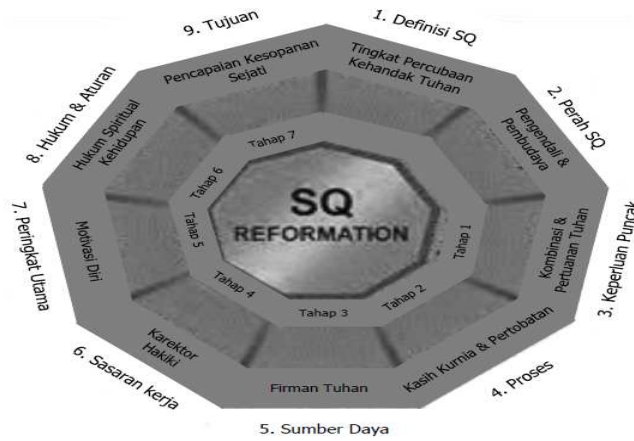 1. Definisi SQ
2. Perah SQ
3. Keperluan Puncak
4. Proses
5. Sumber Daya
6. Sasaran kerja
7. Peringkat Utama
8. Hukum & Aturan
9. Tujuan
Tingkat Percubaan
Kehandak Tuhan
Pengendali &
Pembudaya
Kombinasi &
Pertuanan Tuhan
Kasih Kurnia & Pertobatan
Firman Tuhan
Karektor
Hakiki
Motivasi Diri
Hukum Spiritual
Kehidupan
Pencapaian Kesopanan
Sejati
Tahap 1
Tahap 2
Tahap 3
Tahap 4
Tahap 5
Tahap 6
Tahap 7
SQ
REFORMATION